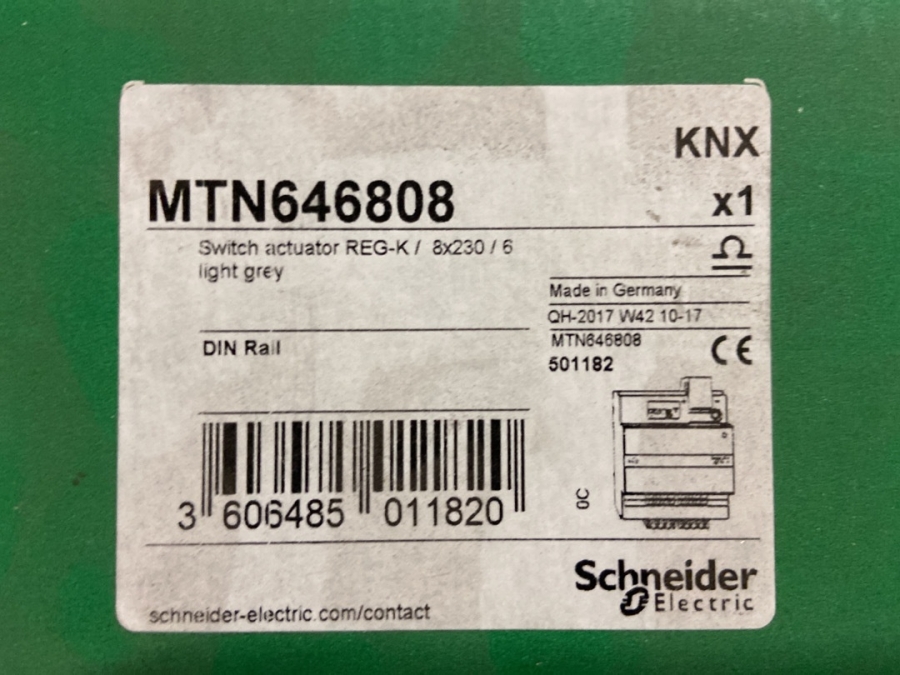 KNX
MTN646808
x1
Switch actuator REG-K / 8x230 / 6
light grey
Made in Germany
QH-2017 W42 10-17
DIN Rail
MTN646808
501182
CE
0C
3 606485 011820
Schneider
Electric
schneider-electric.com/contact